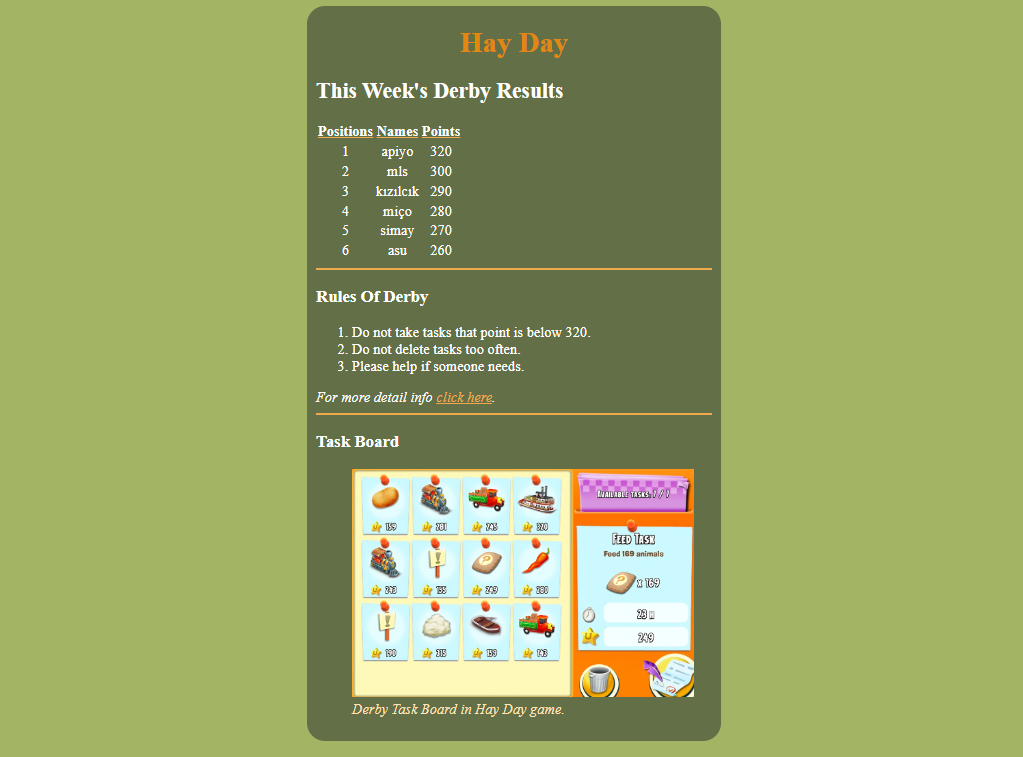 Hay Day
This Week's Derby Results
Positions Names Points
1 apiyo 320
2 mls 300
3 kızılcık 290
4 miço 280
5 simay 270
6 asu 260
Rules Of Derby
1. Do not take tasks that point is below 320.
2. Do not delete tasks too often.
3. Please help if someone needs.
For more detail info click here.
Task Board
Available tasks: 7 / 7
159 281 245 320
243 155 249 280
190 315 159 143
Feed Task
Feed 169 animals
x 169
23 H
249
Derby Task Board in Hay Day game.